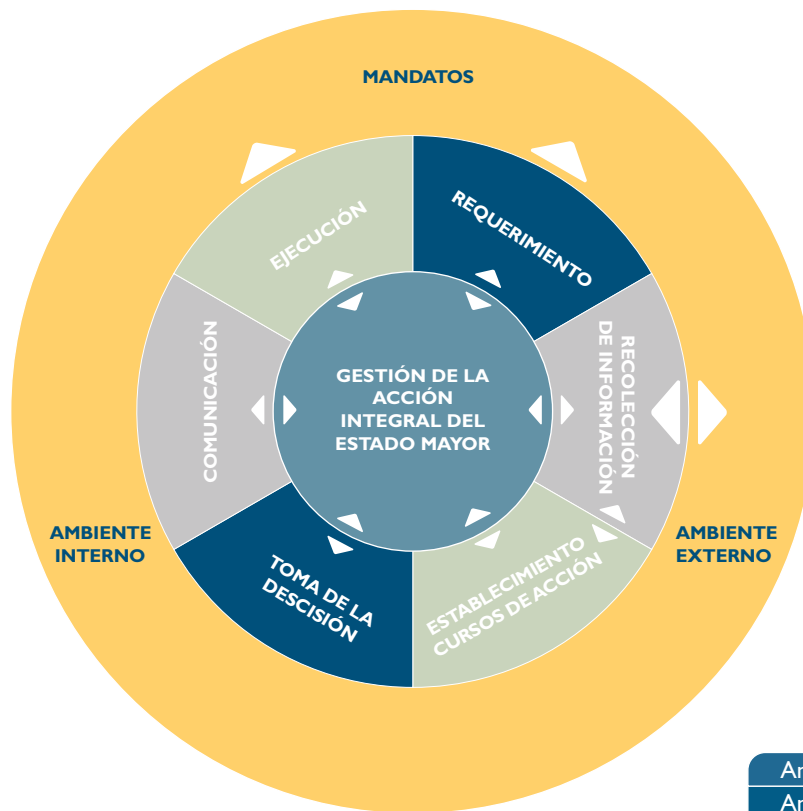 MANDATOS
EJECUCIÓN
REQUERIMIENTO
RECOLECCIÓN
DE INFORMACIÓN
COMUNICACIÓN
GESTIÓN DE LA
ACCIÓN
INTEGRAL DEL
ESTADO MAYOR
AMBIENTE
INTERNO
AMBIENTE
EXTERNO
TOMA DE LA
DESCISIÓN
ESTABLECIMIENTO
CURSOS DE ACCIÓN